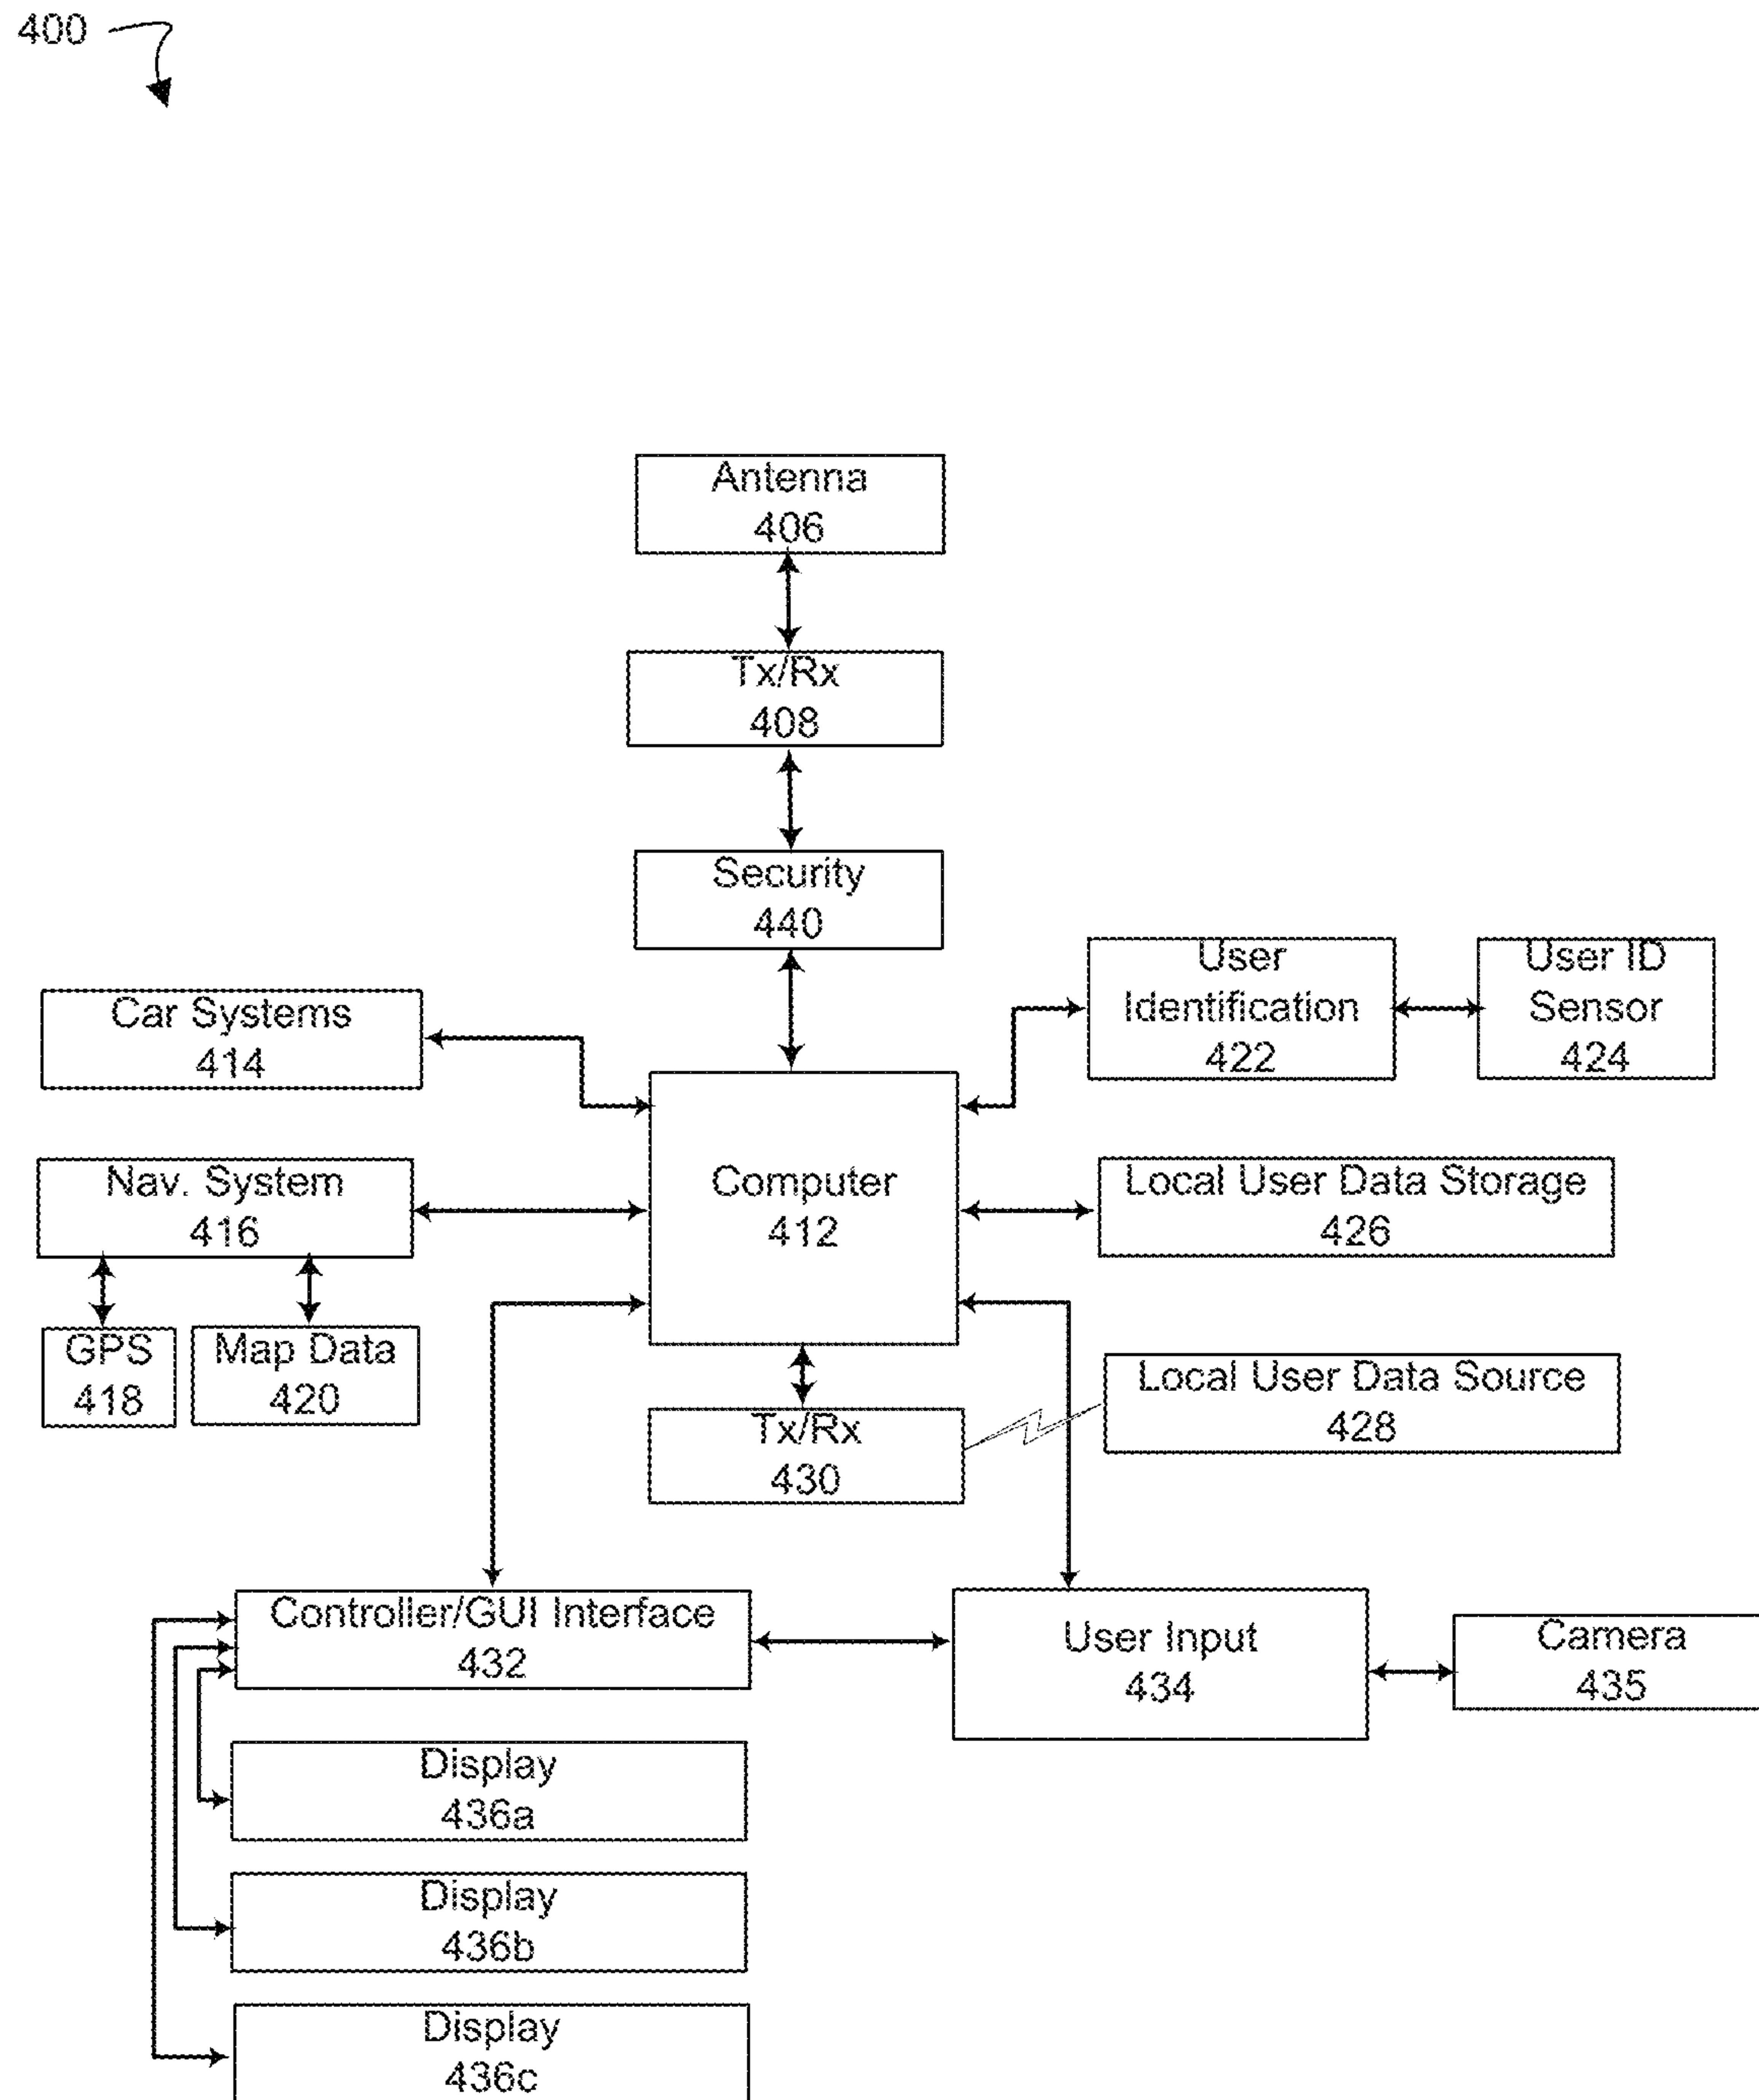 400
Antenna
406
Tx/Rx
408
Security
440
Car Systems
414
User
Identification
422
User ID
Sensor
424
Nav. System
416
Computer
412
Local User Data Storage
426
GPS
418
Map Data
420
Local User Data Source
428
Tx/Rx
430
Controller/GUI Interface
432
User Input
434
Camera
435
Display
436a
Display
436b
Display
436c